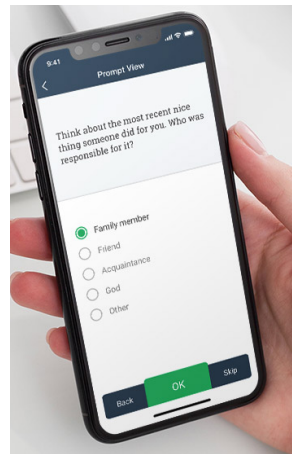 9:41
Prompt View
Think about the most recent nice
thing someone did for you. Who was
responsible for it?
Family member
Friend
Acquaintance
God
Other
Back
OK
Skip